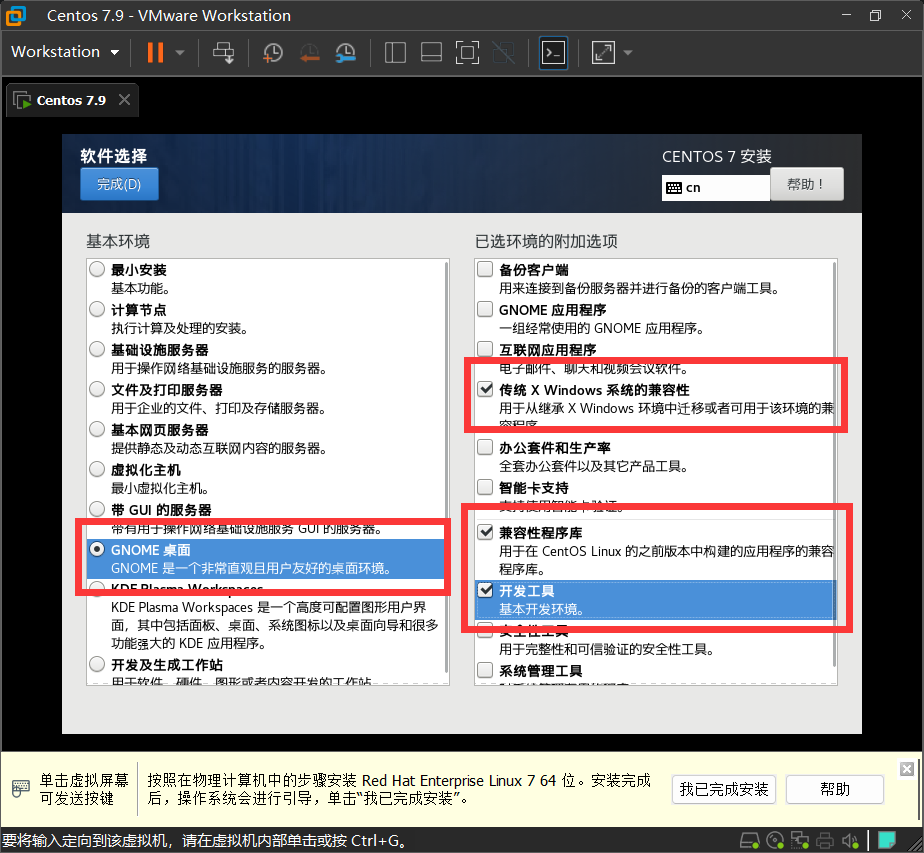 Centos 7.9 - VMware Workstation
Workstation
Centos 7.9
软件选择
CENTOS 7 安装
完成(D)
cn
帮助！
基本环境
最小安装
基本功能。
计算节点
执行计算及处理的安装。
基础设施服务器
用于操作网络基础设施服务的服务器。
文件及打印服务器
用于企业的文件、打印及存储服务器。
基本网页服务器
提供静态及动态互联网内容的服务器。
虚拟化主机
最小虚拟化主机。
带 GUI 的服务器
带有用于操作网络基础设施服务 GUI 的服务器。
GNOME 桌面
GNOME 是一个非常直观且用户友好的桌面环境。
KDE Plasma Workspaces
KDE Plasma Workspaces 是一个高度可配置图形用户界
面，其中包括面板、桌面、系统图标以及桌面向导和很多
功能强大的 KDE 应用程序。
开发及生成工作站
用于软件、硬件、图形或者内容开发的工作站
已选环境的附加选项
备份客户端
用来连接到备份服务器并进行备份的客户端工具。
GNOME 应用程序
一组经常使用的 GNOME 应用程序。
互联网应用程序
电子邮件、聊天和视频会议软件。
传统 X Windows 系统的兼容性
用于从继承 X Windows 环境中迁移或者可用于该环境的兼
容程序。
办公套件和生产率
全套办公套件以及其它产品工具。
智能卡支持
支持使用智能卡验证。
兼容性程序库
用于在 CentOS Linux 的之前版本中构建的应用程序的兼容
程序库。
开发工具
基本开发环境。
安全性工具
用于完整性和可信验证的安全性工具。
系统管理工具
单击虚拟屏幕
可发送按键
按照在物理计算机中的步骤安装 Red Hat Enterprise Linux 7 64 位。安装完成
后，操作系统会进行引导，单击“我已完成安装”。
我已完成安装
帮助
要将输入定向到该虚拟机，请在虚拟机内部单击或按 Ctrl+G。